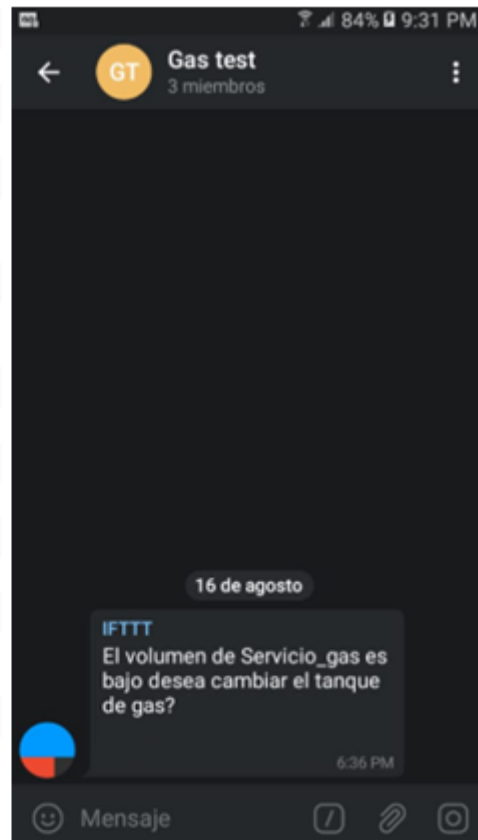 84% 9:31 PM
GT
Gas test
3 miembros
16 de agosto
IFTTT
El volumen de Servicio_gas es
bajo desea cambiar el tanque
de gas?
6:36 PM
Mensaje